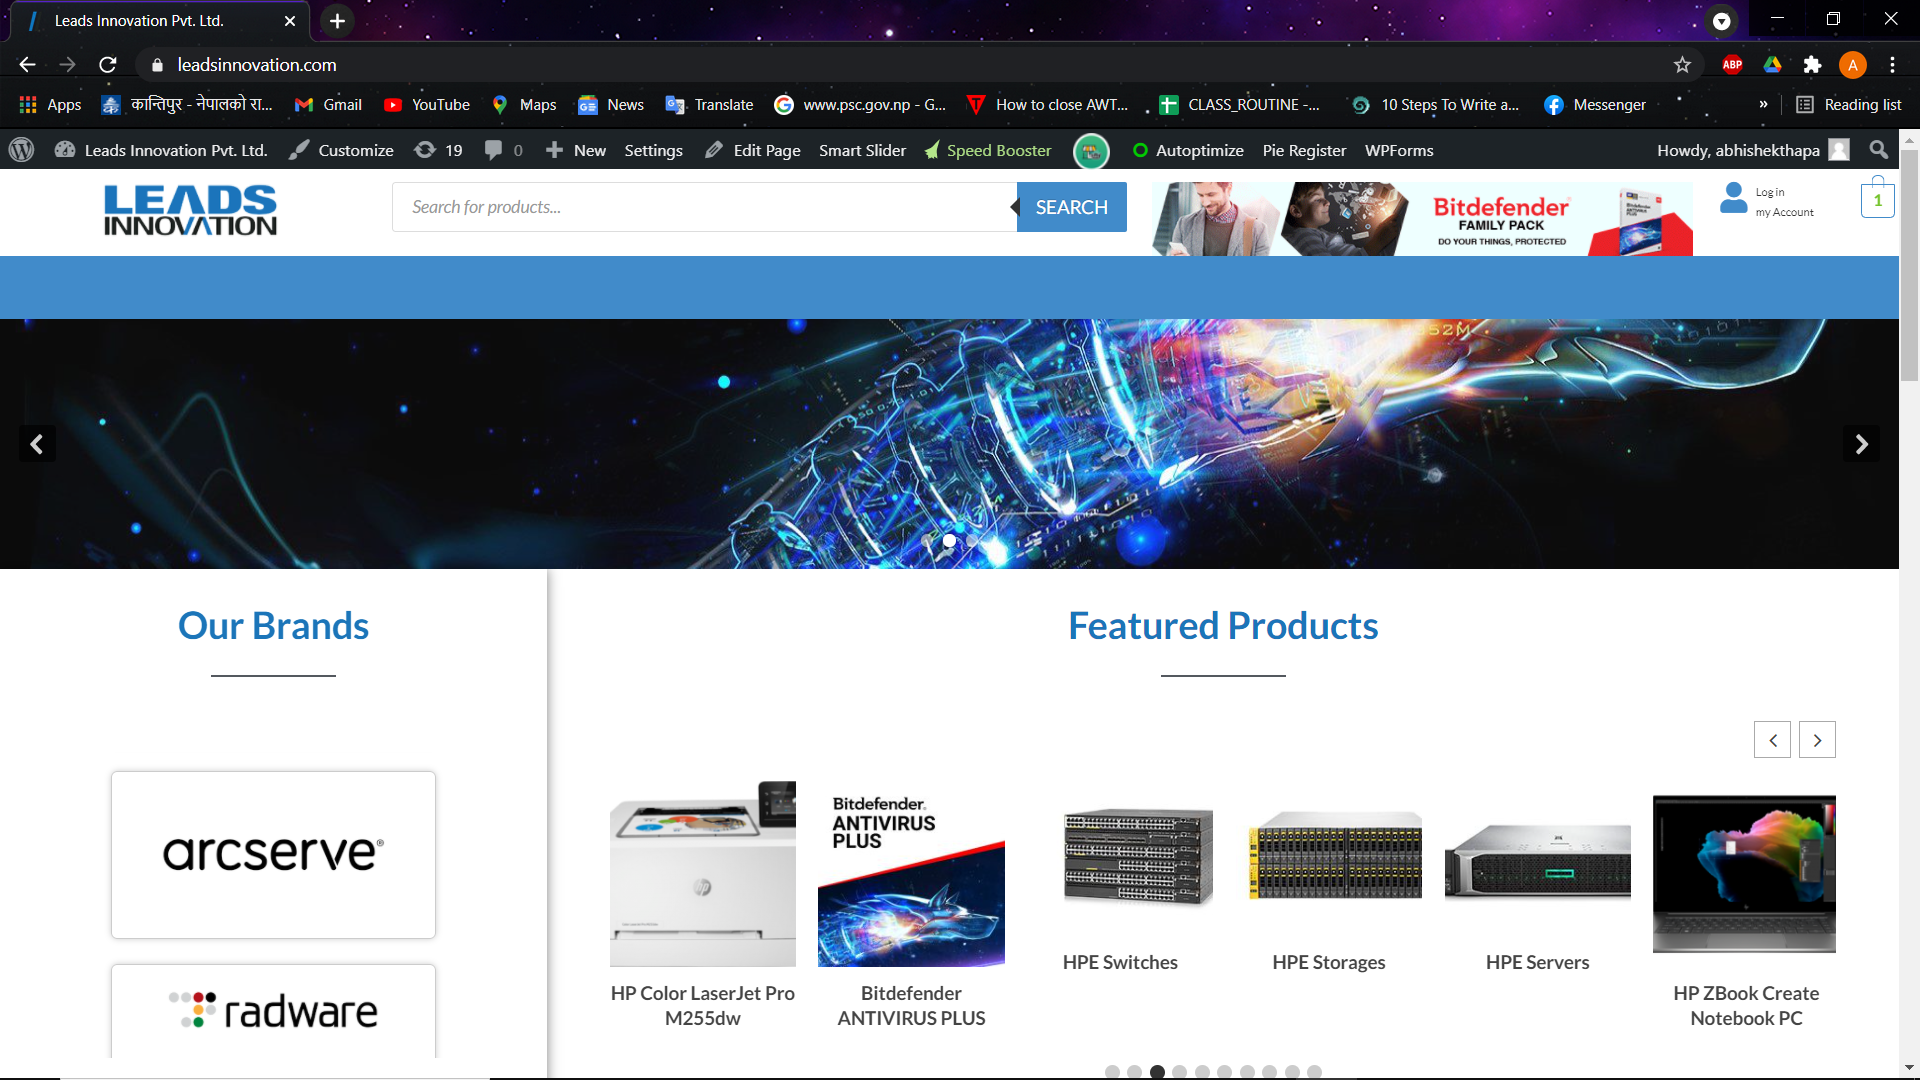 Leads Innovation Pvt. Ltd.
leadsinnovation.com
ABP
A
Apps
कान्तिपुर - नेपालको रा...
Gmail
YouTube
Maps
News
Translate
www.psc.gov.np - G...
How to close AWT...
CLASS_ROUTINE -...
10 Steps To Write a...
Messenger
»
Reading list
Leads Innovation Pvt. Ltd.
Customize
19
0
New
Settings
Edit Page
Smart Slider
Speed Booster
Autoptimize
Pie Register
WPForms
Howdy, abhishekthapa
LEADS
INNOVATION
Search for products...
SEARCH
Bitdefender
FAMILY PACK
DO YOUR THINGS, PROTECTED
Log in
my Account
1
Our Brands
Featured Products
arcserve®
radware
Bitdefender
ANTIVIRUS
PLUS
hp
HP Color LaserJet Pro
M255dw
Bitdefender
ANTIVIRUS PLUS
HPE Switches
HPE Storages
HPE Servers
HP ZBook Create
Notebook PC